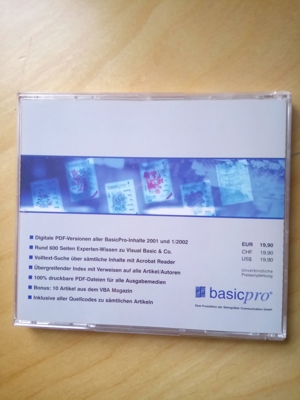 Digitale PDF-Versionen aller BasicPro-Inhalte 2001 und 1/2002
Rund 600 Seiten Experten-Wissen zu Visual Basic & Co.
Volltext-Suche über sämtliche Inhalte mit Acrobat Reader
Übergreifender Index mit Verweisen auf alle Artikel/Autoren
100% druckbare PDF-Dateien für alle Ausgabemedien
Bonus: 10 Artikel aus dem VBA Magazin
Inklusive aller Quellcodes zu sämtlichen Artikeln
EUR 19,90
CHF 19,90
US$ 19,90
Unverbindliche
Preisempfehlung
basicpro
Eine Produktion der